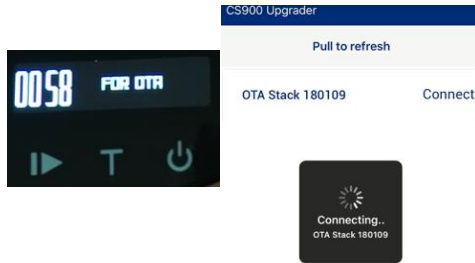 0058 FOR OTA
T
CS900 Upgrader
Pull to refresh
OTA Stack 180109 Connect
Connecting..
OTA Stack 180109